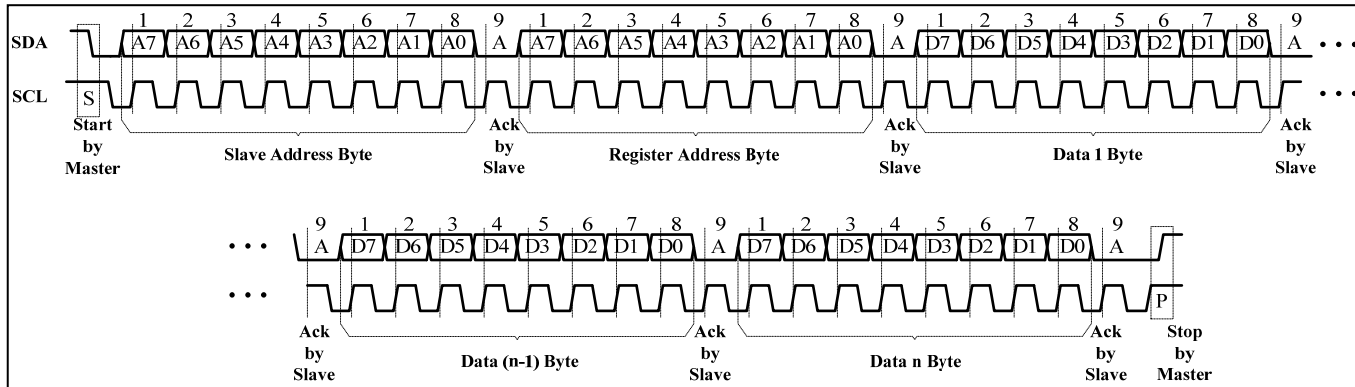 1 2 3 4 5 6 7 8 9 1 2 3 4 5 6 7 8 9 1 2 3 4 5 6 7 8 9
SDA A7 A6 A5 A4 A3 A2 A1 A0 A A7 A6 A5 A4 A3 A2 A1 A0 A D7 D6 D5 D4 D3 D2 D1 D0 A • • •
SCL S • • •
Start by Master
Slave Address Byte
Ack by Slave
Register Address Byte
Ack by Slave
Data 1 Byte
Ack by Slave
9 1 2 3 4 5 6 7 8 9 1 2 3 4 5 6 7 8 9
• • • A D7 D6 D5 D4 D3 D2 D1 D0 A D7 D6 D5 D4 D3 D2 D1 D0 A
• • • P
Ack by Slave
Data (n-1) Byte
Ack by Slave
Data n Byte
Ack by Slave
Stop by Master